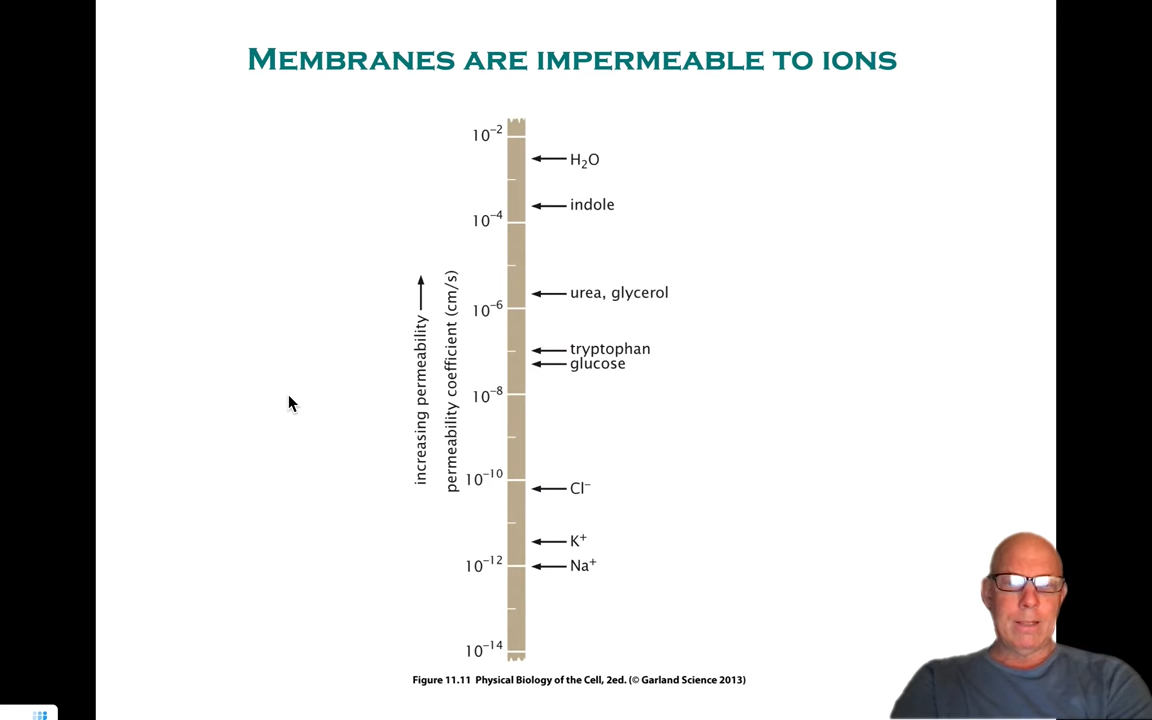 MEMBRANES ARE IMPERMEABLE TO IONS
10⁻²
H₂O
indole
10⁻⁴
urea, glycerol
10⁻⁶
tryptophan
glucose
10⁻⁸
increasing permeability
permeability coefficient (cm/s)
10⁻¹⁰
Cl⁻
K⁺
10⁻¹²
Na⁺
10⁻¹⁴
Figure 11.11 Physical Biology of the Cell, 2ed. (© Garland Science 2013)